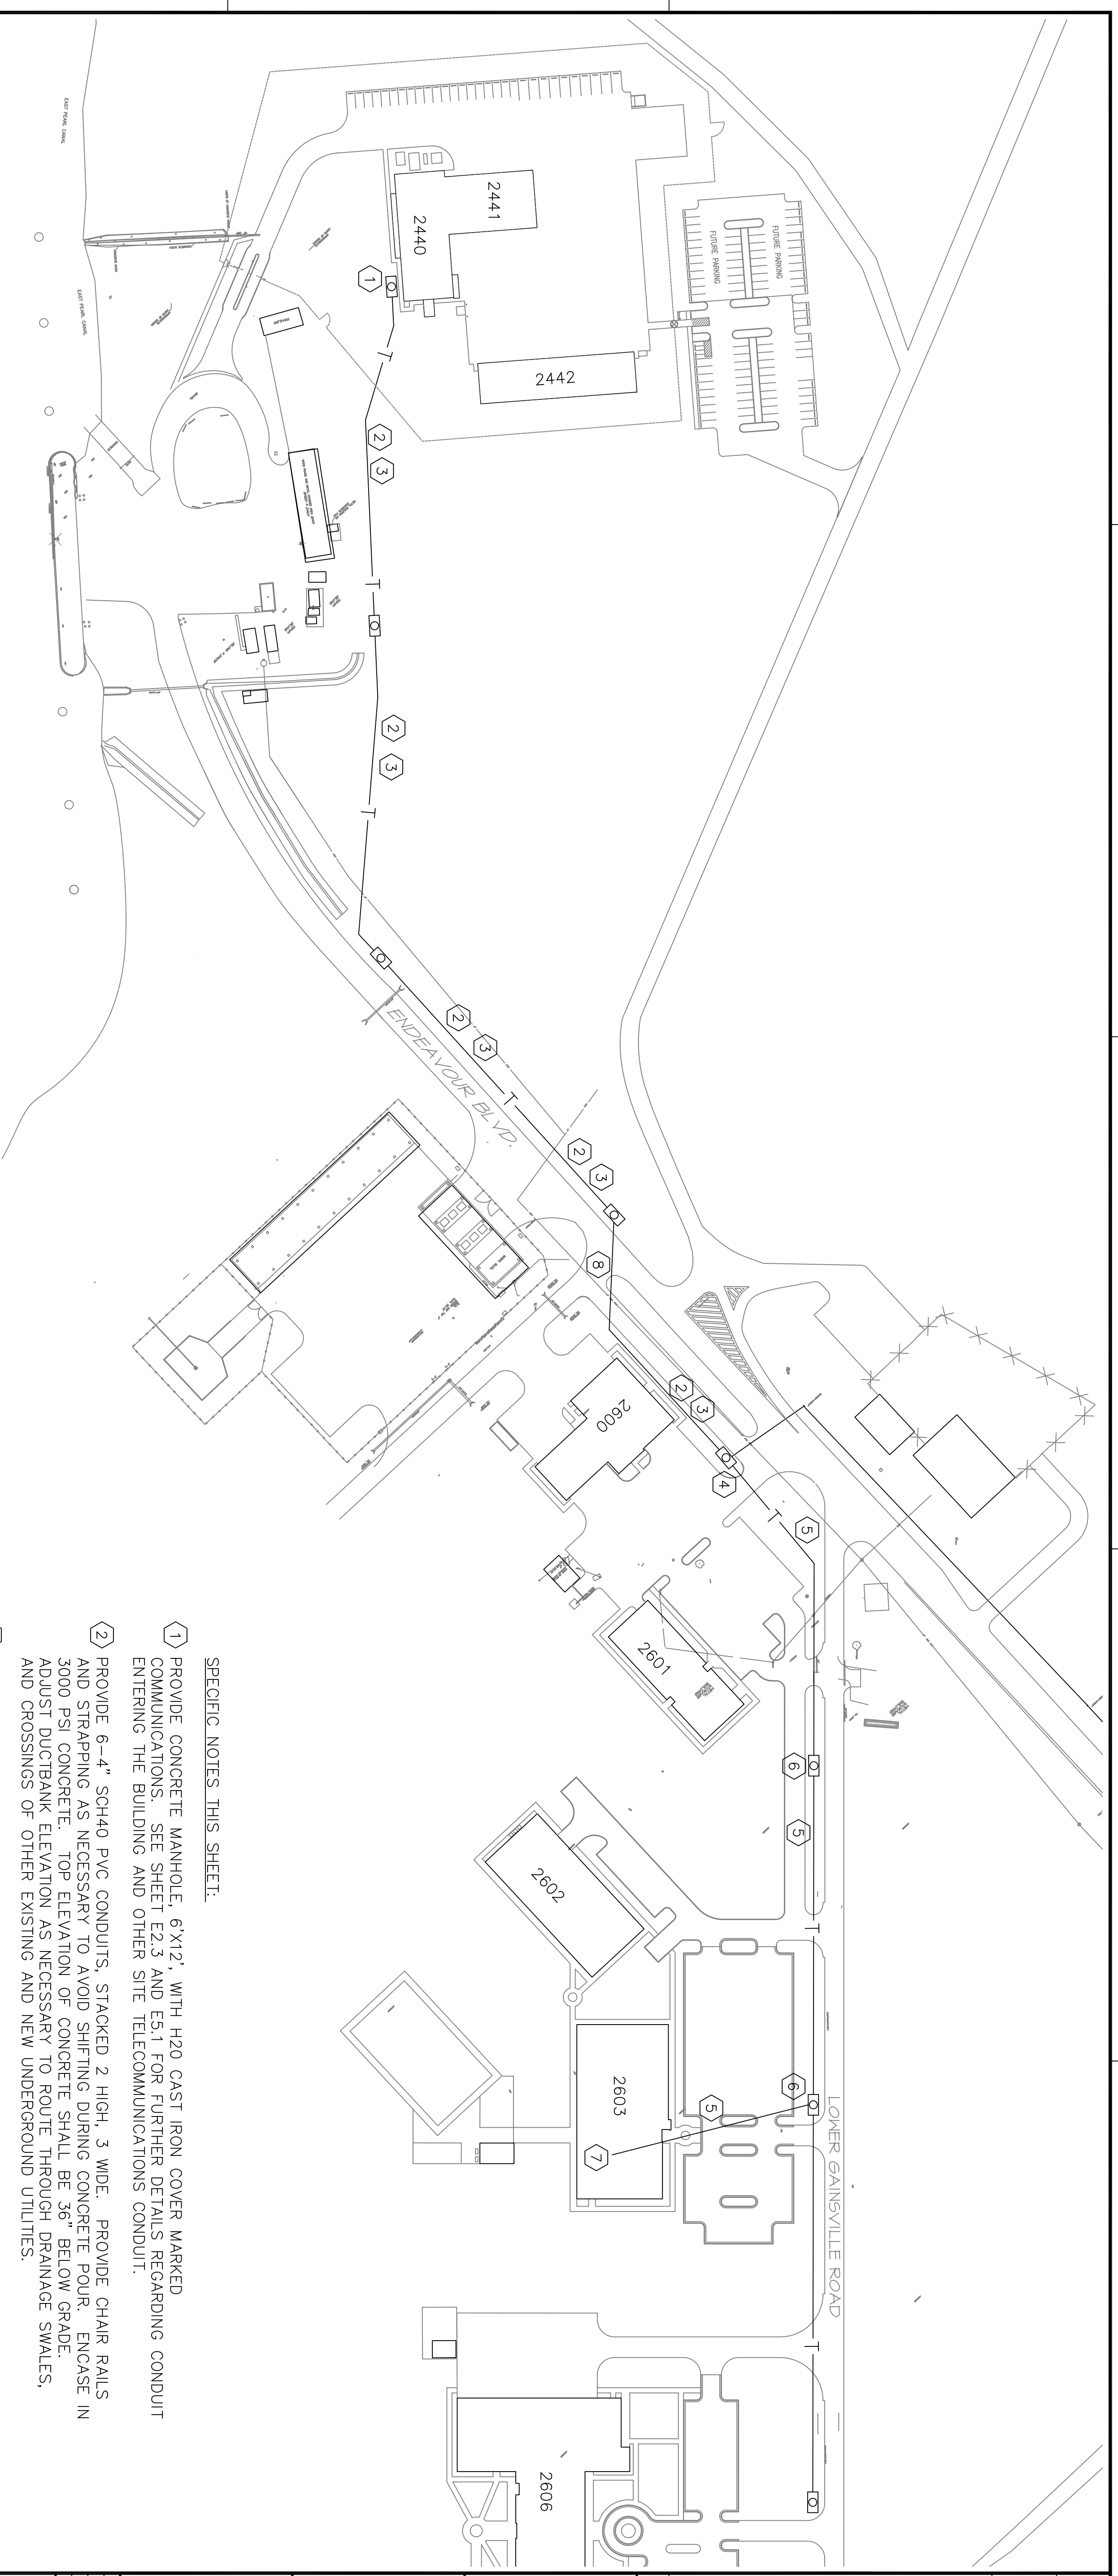 EAST PEARL CANAL
EAST PEARL CANAL
2441
2440
2442
FUTURE PARKING
FUTURE PARKING
1
T
2
3
T
2
3
T
2
3
T
ENDEAVOUR BLVD.
2
3
8
2600
2
3
4
T
5
2601
6
5
2602
T
2603
6
5
7
LOWER GAINSVILLE ROAD
T
2606
SPECIFIC NOTES THIS SHEET:
1 PROVIDE CONCRETE MANHOLE, 6'X12', WITH H20 CAST IRON COVER MARKED
COMMUNICATIONS. SEE SHEET E2.3 AND E5.1 FOR FURTHER DETAILS REGARDING CONDUIT
ENTERING THE BUILDING AND OTHER SITE TELECOMMUNICATIONS CONDUIT.
2 PROVIDE 6-4" SCH40 PVC CONDUITS, STACKED 2 HIGH, 3 WIDE. PROVIDE CHAIR RAILS
AND STRAPPING AS NECESSARY TO AVOID SHIFTING DURING CONCRETE POUR. ENCASE IN
3000 PSI CONCRETE. TOP ELEVATION OF CONCRETE SHALL BE 36" BELOW GRADE.
ADJUST DUCTBANK ELEVATION AS NECESSARY TO ROUTE THROUGH DRAINAGE SWALES,
AND CROSSINGS OF OTHER EXISTING AND NEW UNDERGROUND UTILITIES.